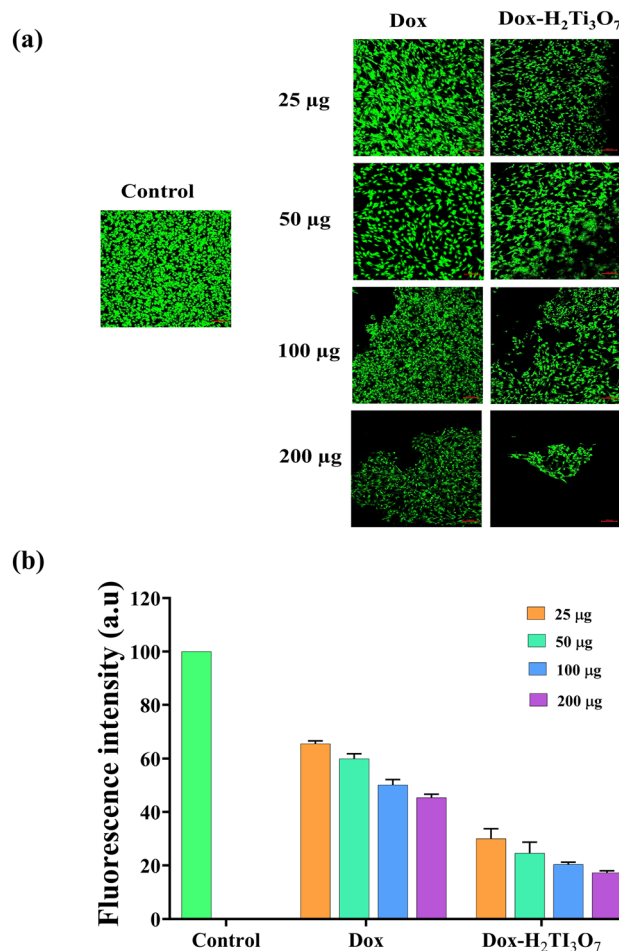 (a)
Dox Dox-H₂Ti₃O₇
25 µg
Control
50 µg
100 µg
200 µg
(b)
Fluorescence intensity (a.u)
120
100
80
60
40
20
0
25 µg
50 µg
100 µg
200 µg
Control Dox Dox-H₂TI₃O₇